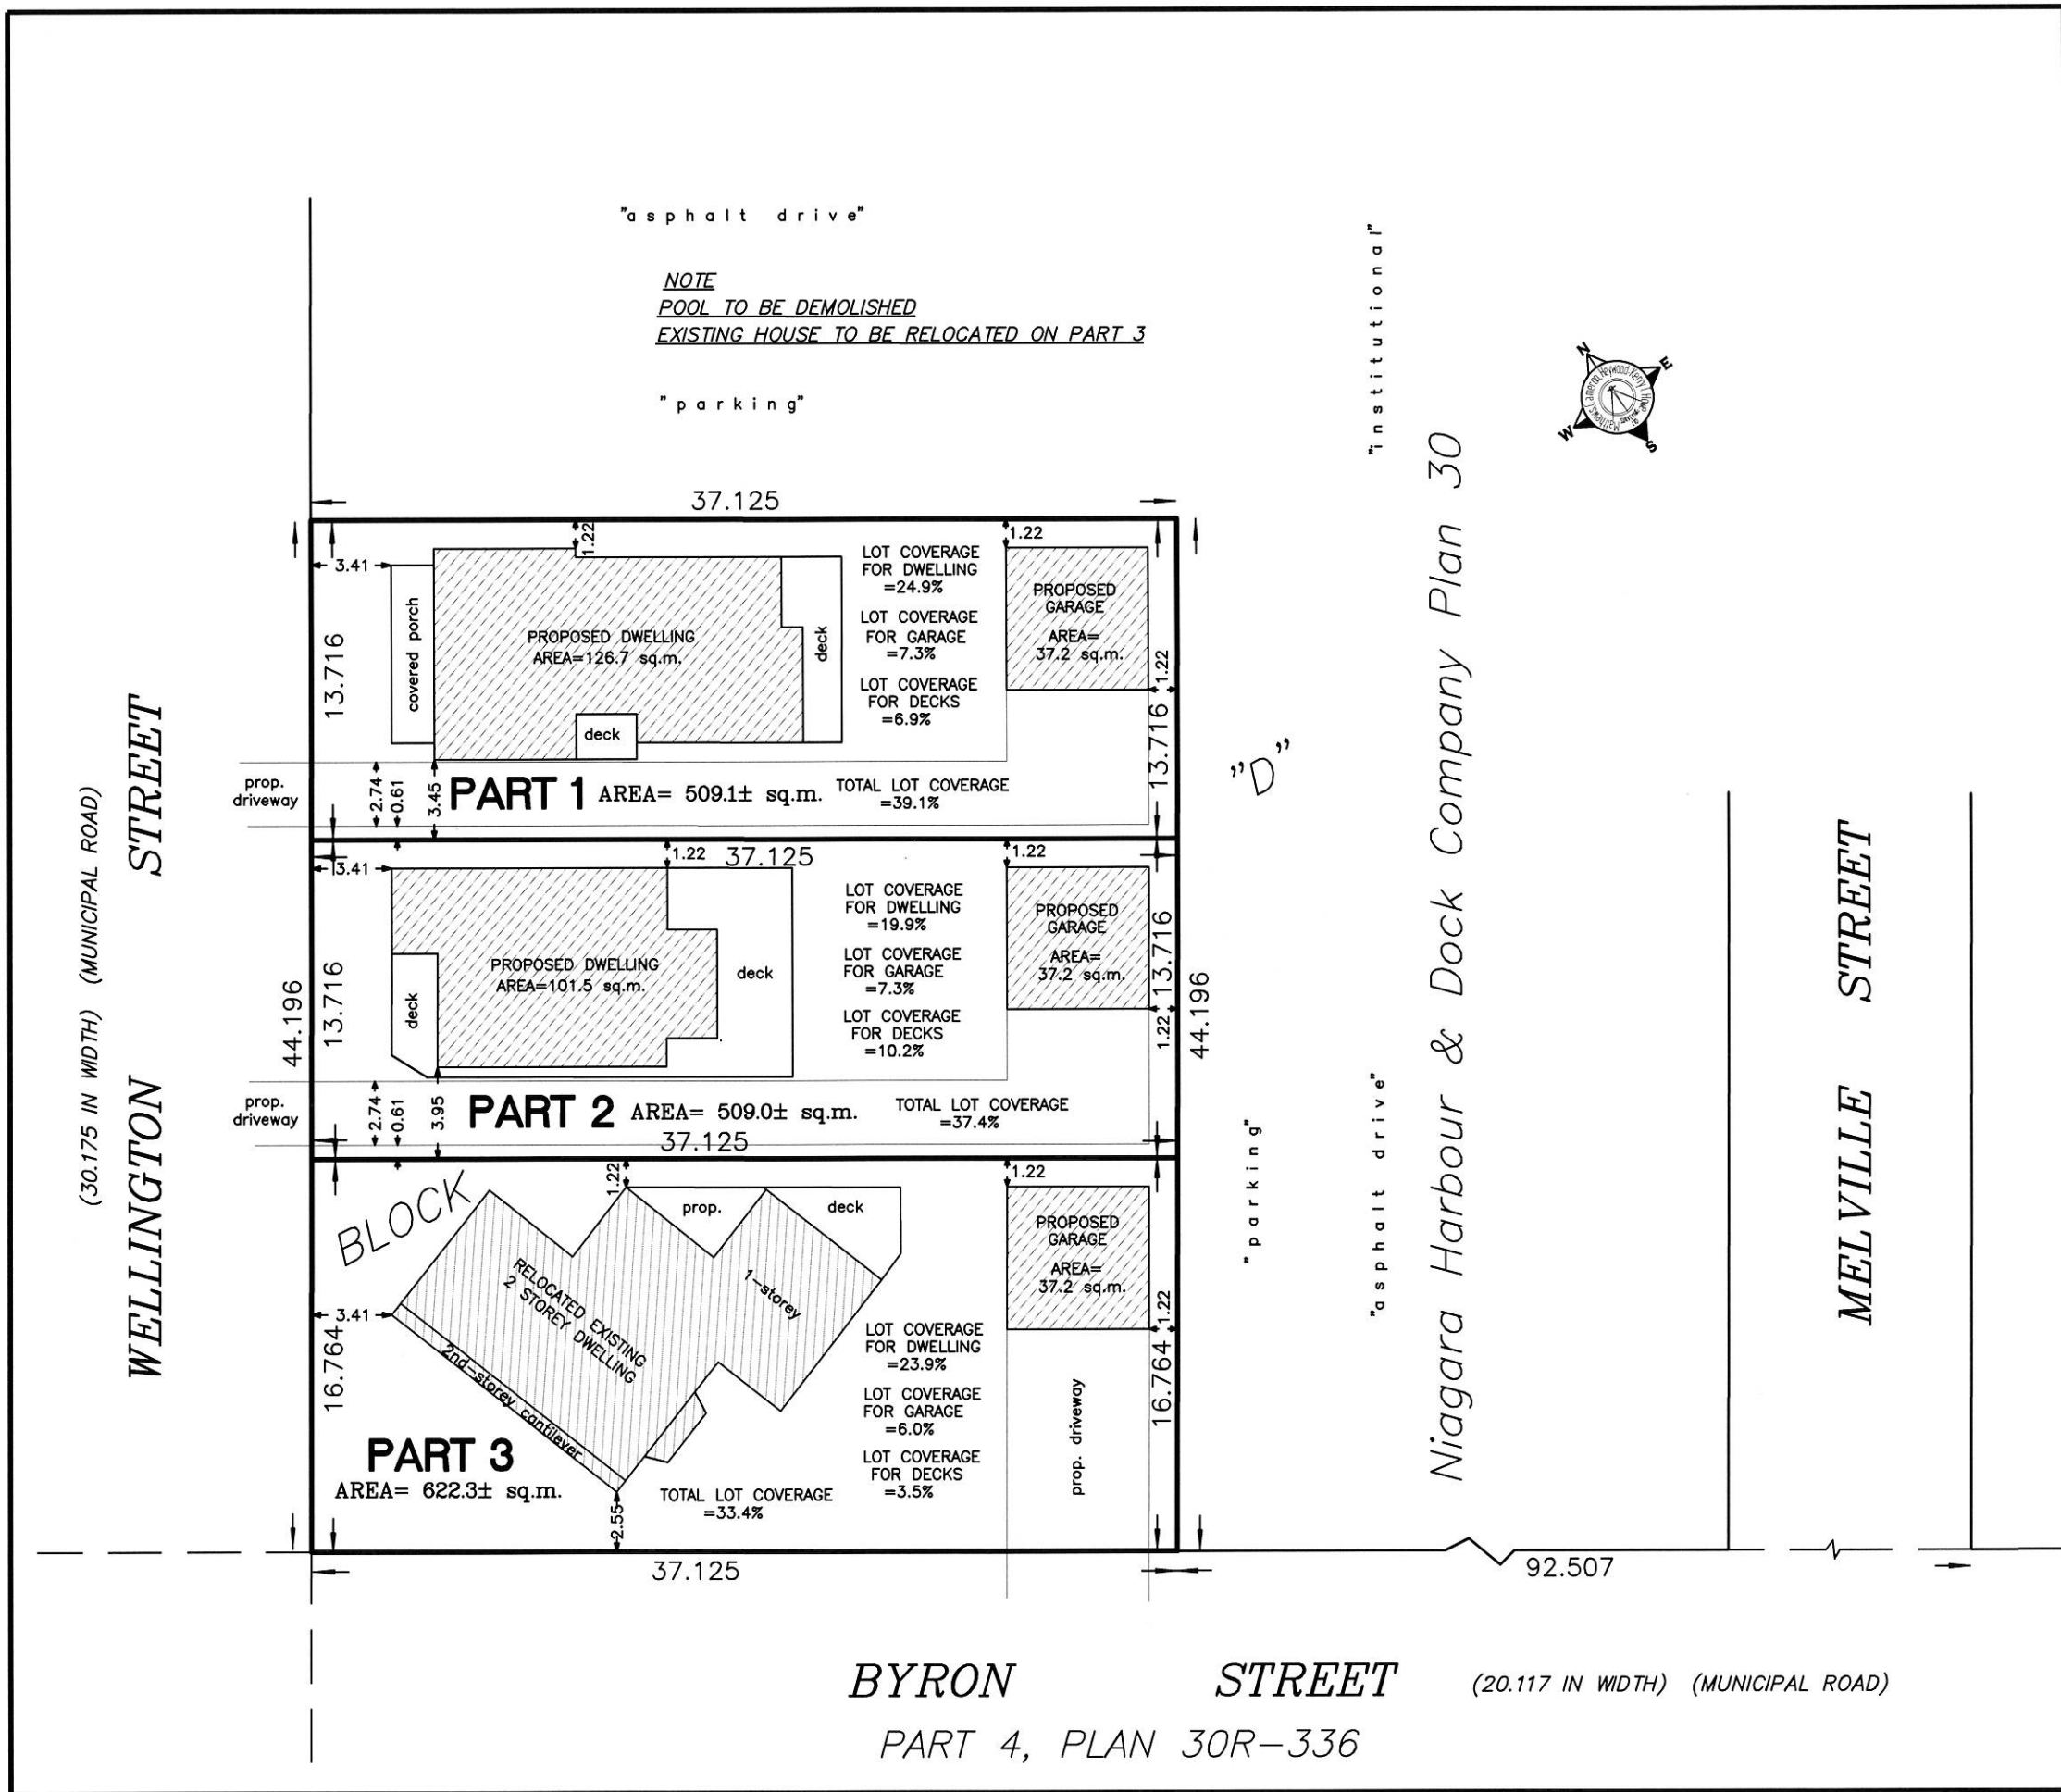 "asphalt drive"
NOTE
POOL TO BE DEMOLISHED
EXISTING HOUSE TO BE RELOCATED ON PART 3
"parking"
"institutional"
N
E
S
W
37.125
1.22
3.41
covered porch
13.716
PROPOSED DWELLING
AREA=126.7 sq.m.
deck
deck
LOT COVERAGE
FOR DWELLING
=24.9%
LOT COVERAGE
FOR GARAGE
=7.3%
LOT COVERAGE
FOR DECKS
=6.9%
1.22
PROPOSED
GARAGE
AREA=
37.2 sq.m.
1.22
13.716
prop.
driveway
2.74
0.61
3.45
PART 1 AREA= 509.1± sq.m.
TOTAL LOT COVERAGE
=39.1%
37.125
1.22
3.41
13.716
PROPOSED DWELLING
AREA=101.5 sq.m.
deck
deck
LOT COVERAGE
FOR DWELLING
=19.9%
LOT COVERAGE
FOR GARAGE
=7.3%
LOT COVERAGE
FOR DECKS
=10.2%
1.22
PROPOSED
GARAGE
AREA=
37.2 sq.m.
13.716
1.22
44.196
44.196
prop.
driveway
2.74
0.61
3.95
PART 2 AREA= 509.0± sq.m.
TOTAL LOT COVERAGE
=37.4%
37.125
BLOCK
"D"
1.22
prop.
deck
3.41
16.764
RELOCATED EXISTING
2 STOREY DWELLING
1-storey
2nd-storey cantilever
LOT COVERAGE
FOR DWELLING
=23.9%
LOT COVERAGE
FOR GARAGE
=6.0%
LOT COVERAGE
FOR DECKS
=3.5%
1.22
PROPOSED
GARAGE
AREA=
37.2 sq.m.
1.22
16.764
prop. driveway
PART 3
AREA= 622.3± sq.m.
TOTAL LOT COVERAGE
=33.4%
2.55
37.125
92.507
WELLINGTON STREET
(30.175 IN WIDTH) (MUNICIPAL ROAD)
"parking"
"asphalt drive"
Niagara Harbour & Dock Company Plan 30
MELVILLE STREET
BYRON STREET (20.117 IN WIDTH) (MUNICIPAL ROAD)
PART 4, PLAN 30R-336